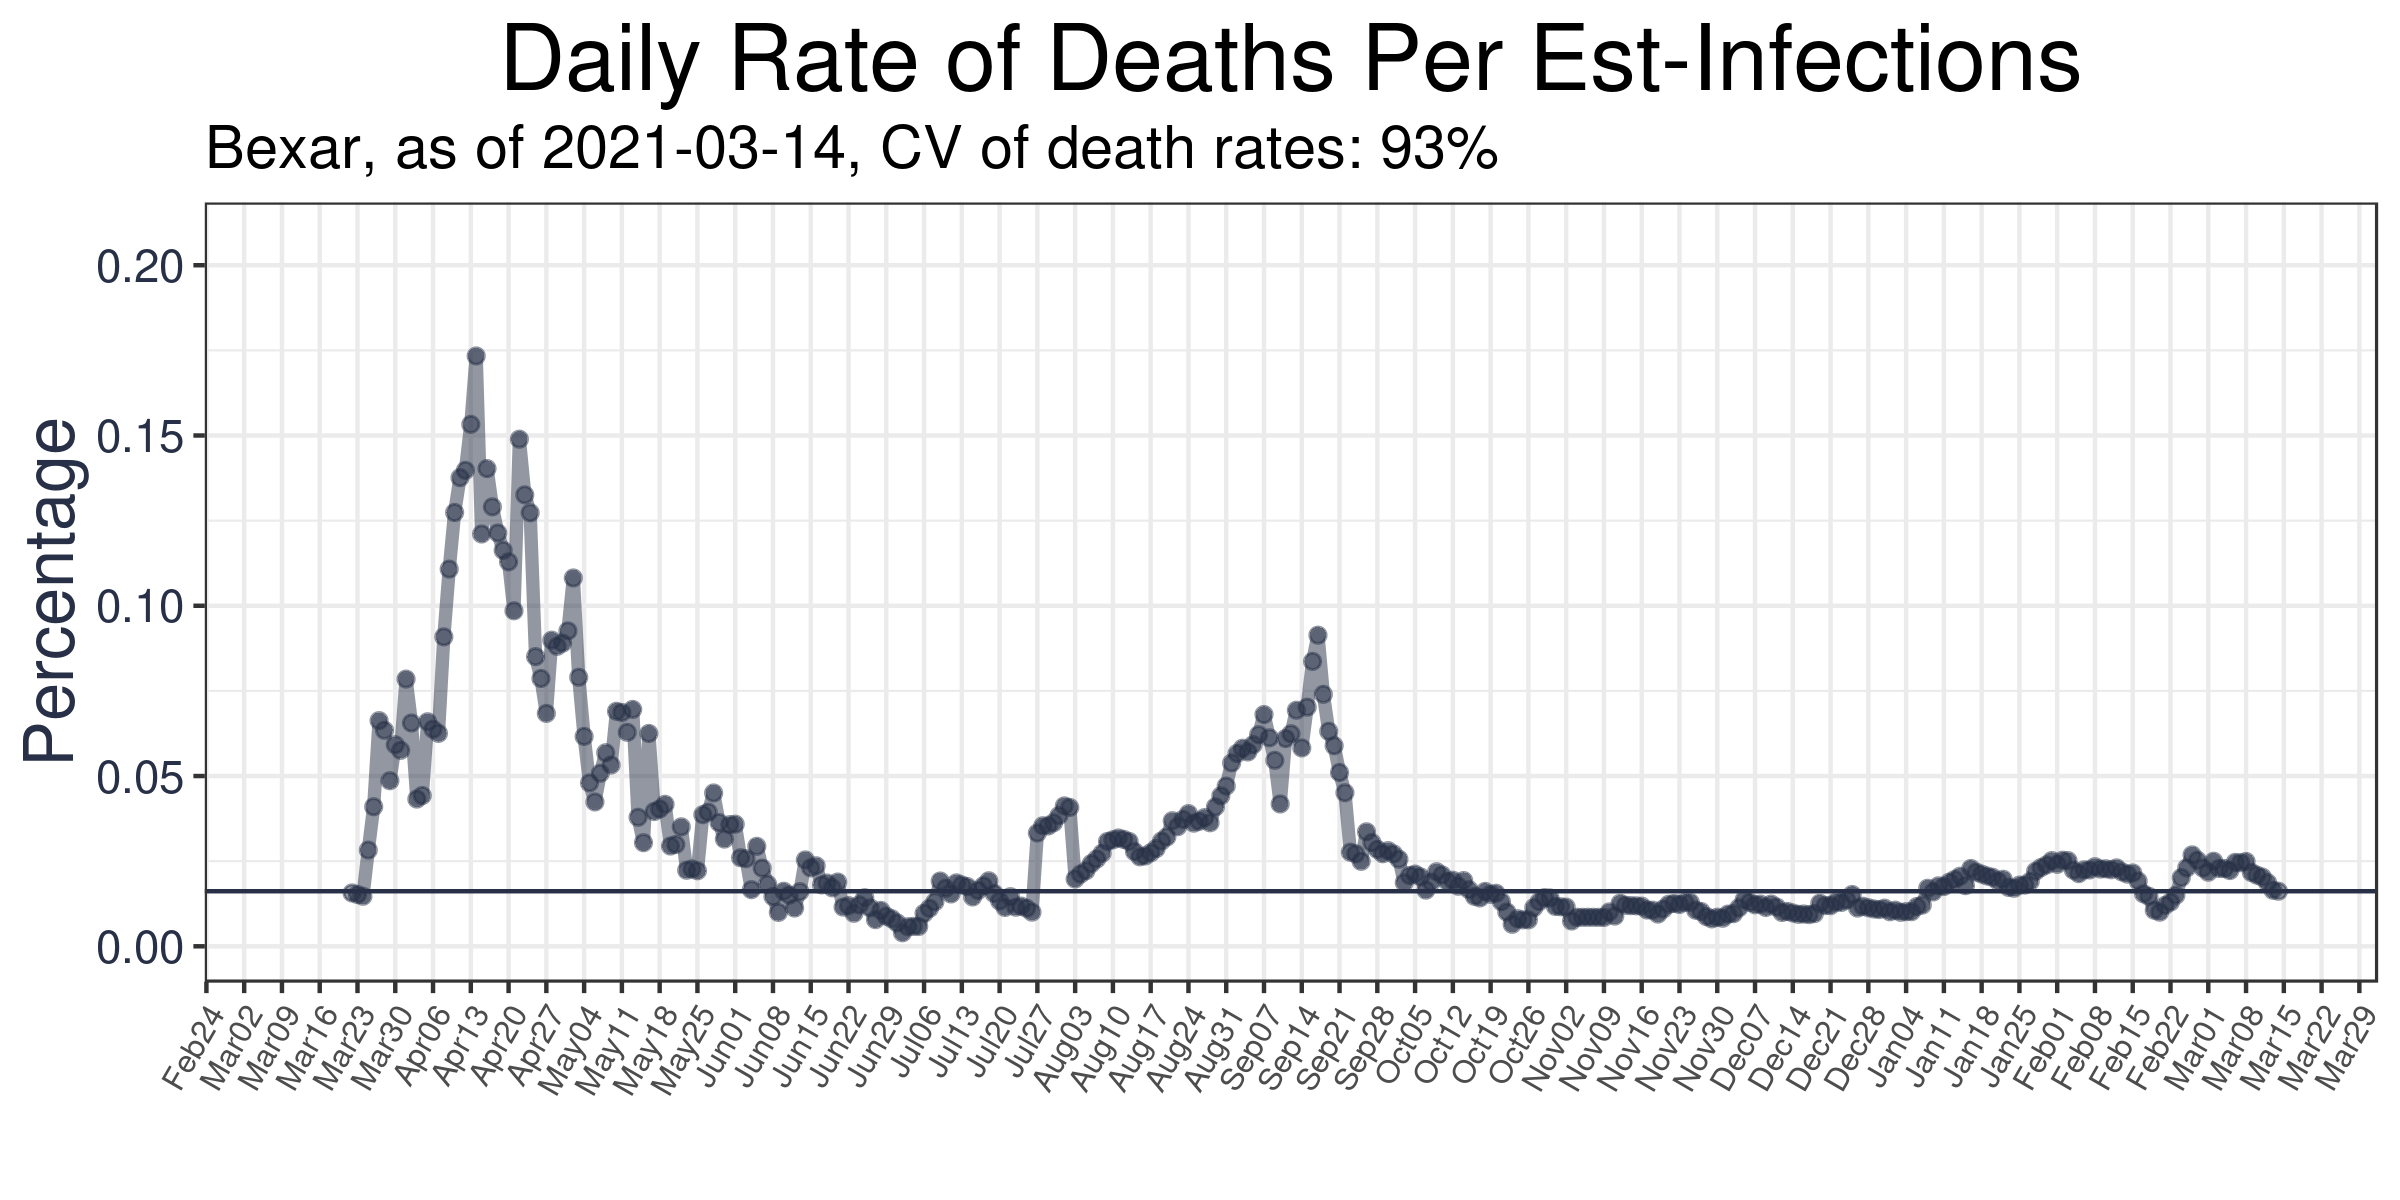 Daily Rate of Deaths Per Est-Infections
Bexar, as of 2021-03-14, CV of death rates: 93%
Percentage
0.20
0.15
0.10
0.05
0.00
Feb24
Mar02
Mar09
Mar16
Mar23
Mar30
Apr06
Apr13
Apr20
Apr27
May04
May11
May18
May25
Jun01
Jun08
Jun15
Jun22
Jun29
Jul06
Jul13
Jul20
Jul27
Aug03
Aug10
Aug17
Aug24
Aug31
Sep07
Sep14
Sep21
Sep28
Oct05
Oct12
Oct19
Oct26
Nov02
Nov09
Nov16
Nov23
Nov30
Dec07
Dec14
Dec21
Dec28
Jan04
Jan11
Jan18
Jan25
Feb01
Feb08
Feb15
Feb22
Mar01
Mar08
Mar15
Mar22
Mar29